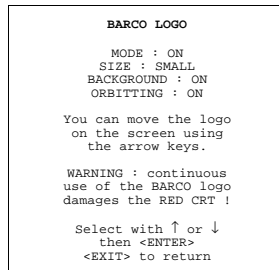 BARCO LOGO
MODE : ON
SIZE : SMALL
BACKGROUND : ON
ORBITTING : ON
You can move the logo
on the screen using
the arrow keys.
WARNING : continuous
use of the BARCO logo
damages the RED CRT !
Select with ↑ or ↓
then <ENTER>
<EXIT> to return